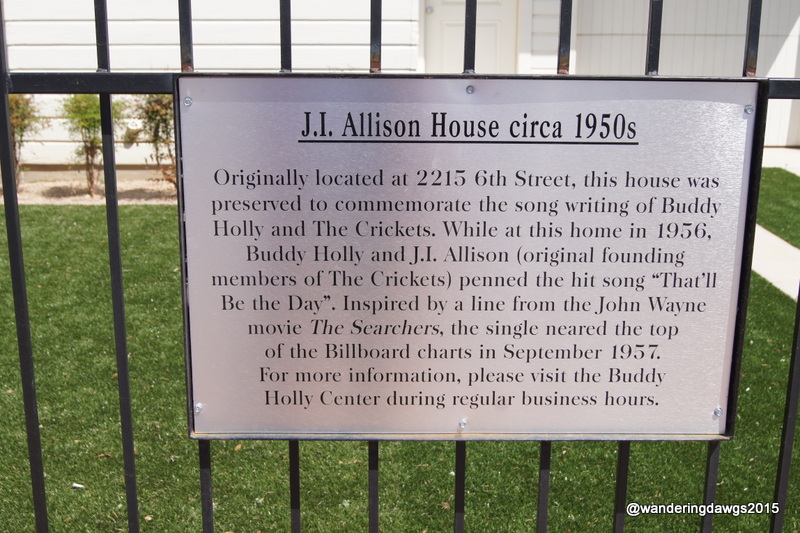 J.I. Allison House circa 1950s
Originally located at 2215 6th Street, this house was
preserved to commemorate the song writing of Buddy
Holly and The Crickets. While at this home in 1956,
Buddy Holly and J.I. Allison (original founding
members of The Crickets) penned the hit song “That’ll
Be the Day”. Inspired by a line from the John Wayne
movie The Searchers, the single neared the top
of the Billboard charts in September 1957.
For more information, please visit the Buddy
Holly Center during regular business hours.
@wanderingdawgs2015